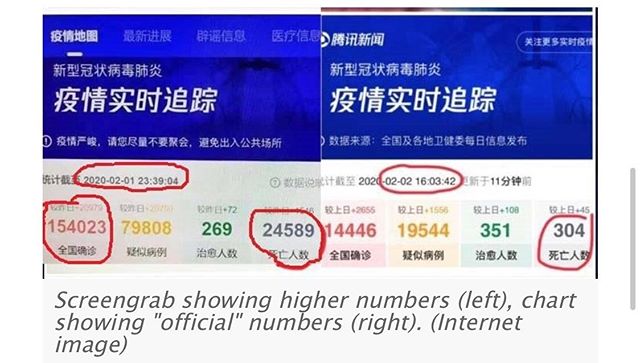 疫情地图 最新进展 辟谣信息 医疗信息
新型冠状病毒肺炎
疫情实时追踪
疫情严峻，请您尽量不要聚会，避免出入公共场所
统计截至 2020-02-01 23:39:04 数据说
较昨日 较昨日 较昨日+72
154023 79808 269 24589
全国确诊 疑似病例 治愈人数 死亡人数
腾讯新闻 关注更多实时疫情
新型冠状病毒肺炎
疫情实时追踪
数据来源：全国及各地卫健委每日信息发布
统计截至 2020-02-02 16:03:42 更新于11分钟前
较上日+2655 较上日+1556 较上日+108 较上日+45
14446 19544 351 304
全国确诊 疑似病例 治愈人数 死亡人数
Screengrab showing higher numbers (left), chart
showing "official" numbers (right). (Internet
image)